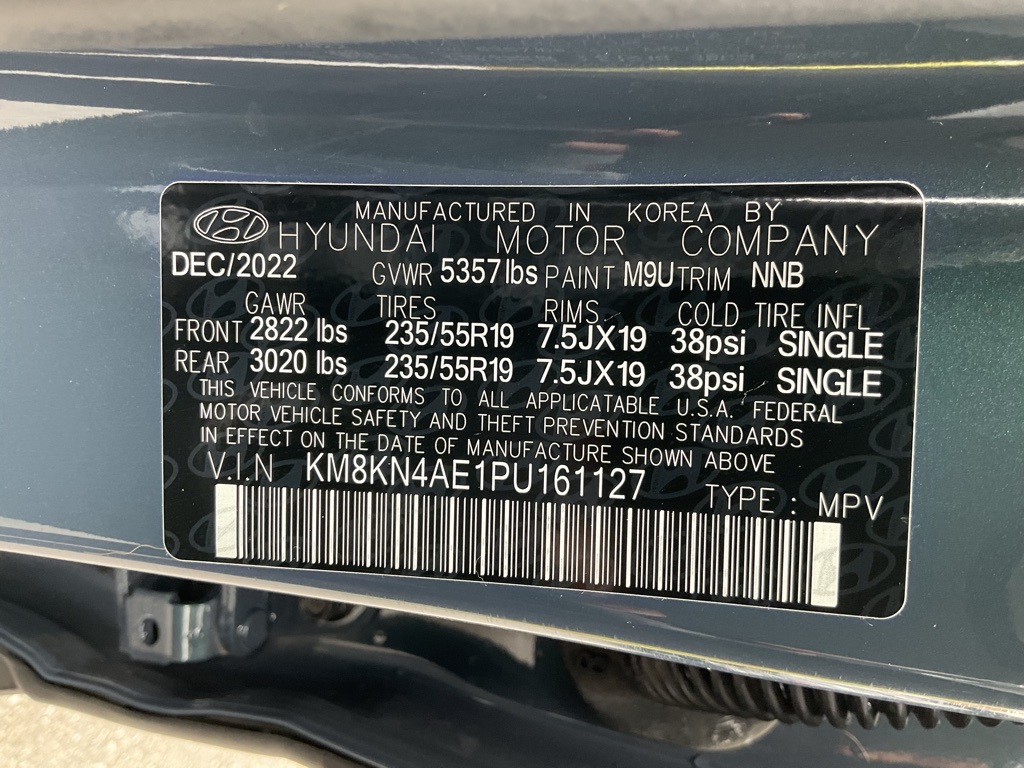 MANUFACTURED IN KOREA BY
HYUNDAI MOTOR COMPANY
DEC/2022 GVWR 5357lbs PAINT M9U TRIM NNB
GAWR TIRES RIMS. COLD TIRE INFL
FRONT 2822 lbs 235/55R19 7.5JX19 38psi SINGLE
REAR 3020 lbs 235/55R19 7.5JX19 38psi SINGLE
THIS VEHICLE CONFORMS TO ALL APPLICATABLE U.S.A. FEDERAL
MOTOR VEHICLE SAFETY AND THEFT PREVENTION STANDARDS
IN EFFECT ON THE DATE OF MANUFACTURE SHOWN ABOVE
V.I.N KM8KN4AE1PU161127 TYPE : MPV